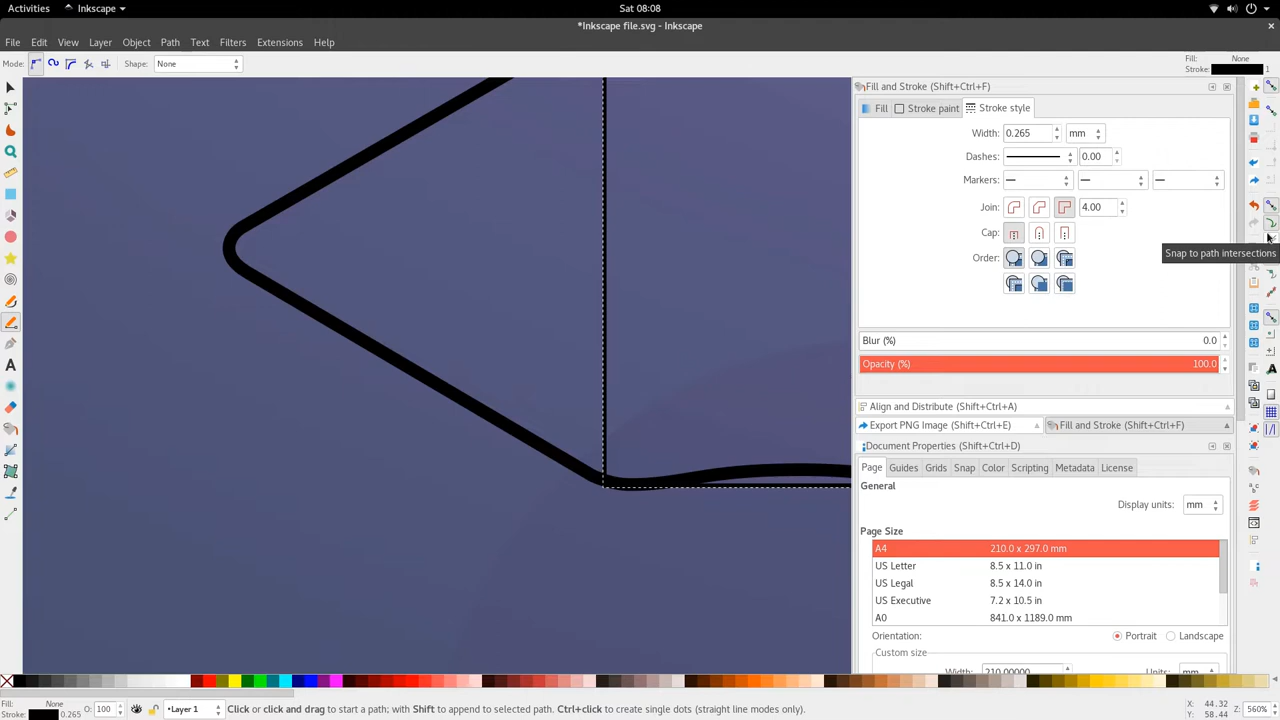 Activities Inkscape Sat 08:08
*Inkscape file.svg - Inkscape
File Edit View Layer Object Path Text Filters Extensions Help
Mode: Shape: None Fill: None
Stroke: 1
Fill and Stroke (Shift+Ctrl+F)
Fill Stroke paint Stroke style
Width: 0.265 mm
Dashes: 0.00
Markers:
Join: 4.00
Cap:
Order:
Snap to path intersections
Blur (%) 0.0
Opacity (%) 100.0
Align and Distribute (Shift+Ctrl+A)
Export PNG Image (Shift+Ctrl+E) Fill and Stroke (Shift+Ctrl+F)
Document Properties (Shift+Ctrl+D)
Page Guides Grids Snap Color Scripting Metadata License
General
Display units: mm
Page Size
A4 210.0 x 297.0 mm
US Letter 8.5 x 11.0 in
US Legal 8.5 x 14.0 in
US Executive 7.2 x 10.5 in
A0 841.0 x 1189.0 mm
Orientation: Portrait Landscape
Custom size
Width: 210.00000 Units: mm
Fill: None
Stroke: 0.265 O: 100 Layer 1 Click or click and drag to start a path; with Shift to append to selected path. Ctrl+click to create single dots (straight line modes only). X: 44.32 Y: 58.44 Z: 560%